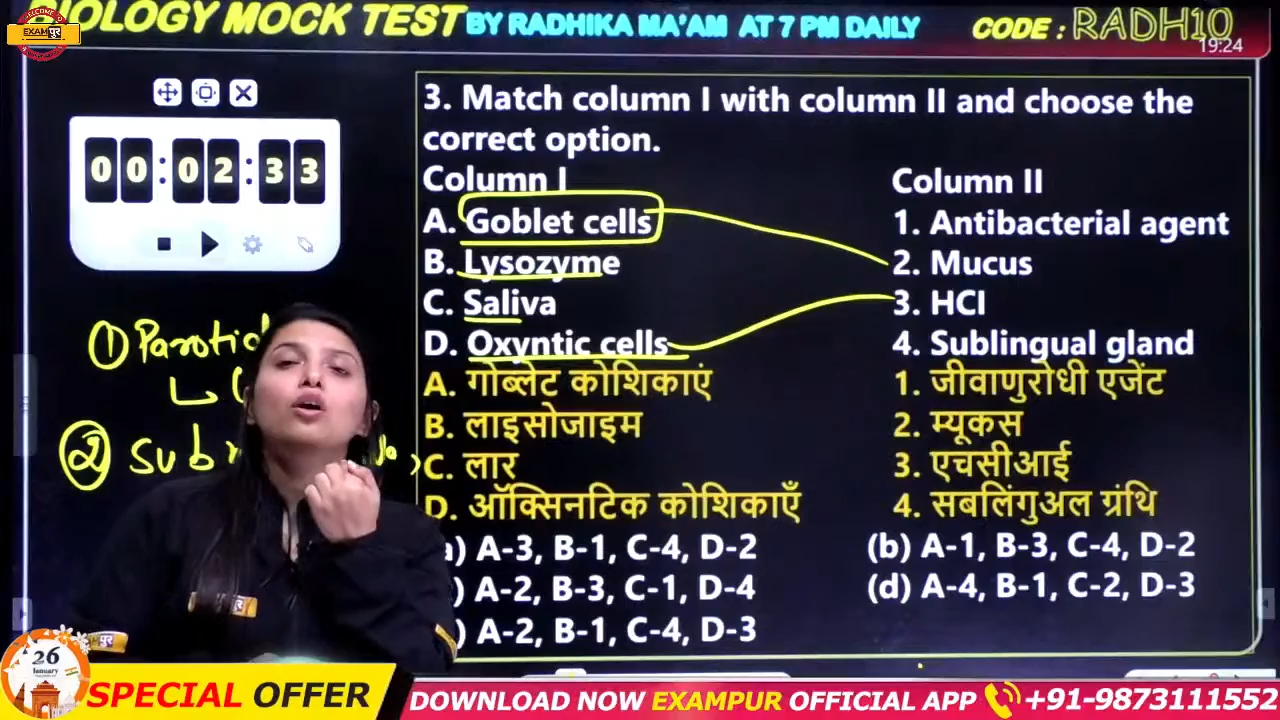 BIOLOGY MOCK TEST BY RADHIKA MA'AM AT 7 PM DAILY CODE : RADH10
19:24
EXAMपुर
00:02:33
3. Match column I with column II and choose the
correct option.
Column I Column II
A. Goblet cells 1. Antibacterial agent
B. Lysozyme 2. Mucus
C. Saliva 3. HCI
D. Oxyntic cells 4. Sublingual gland
A. गोब्लेट कोशिकाएं 1. जीवाणुरोधी एजेंट
B. लाइसोजाइम 2. म्यूकस
C. लार 3. एचसीआई
D. ऑक्सिनटिक कोशिकाएँ 4. सबलिंगुअल ग्रंथि
a) A-3, B-1, C-4, D-2 (b) A-1, B-3, C-4, D-2
) A-2, B-3, C-1, D-4 (d) A-4, B-1, C-2, D-3
) A-2, B-1, C-4, D-3
① Parotid
② Sub
26
January
SPECIAL OFFER
DOWNLOAD NOW EXAMPUR OFFICIAL APP +91-9873111552